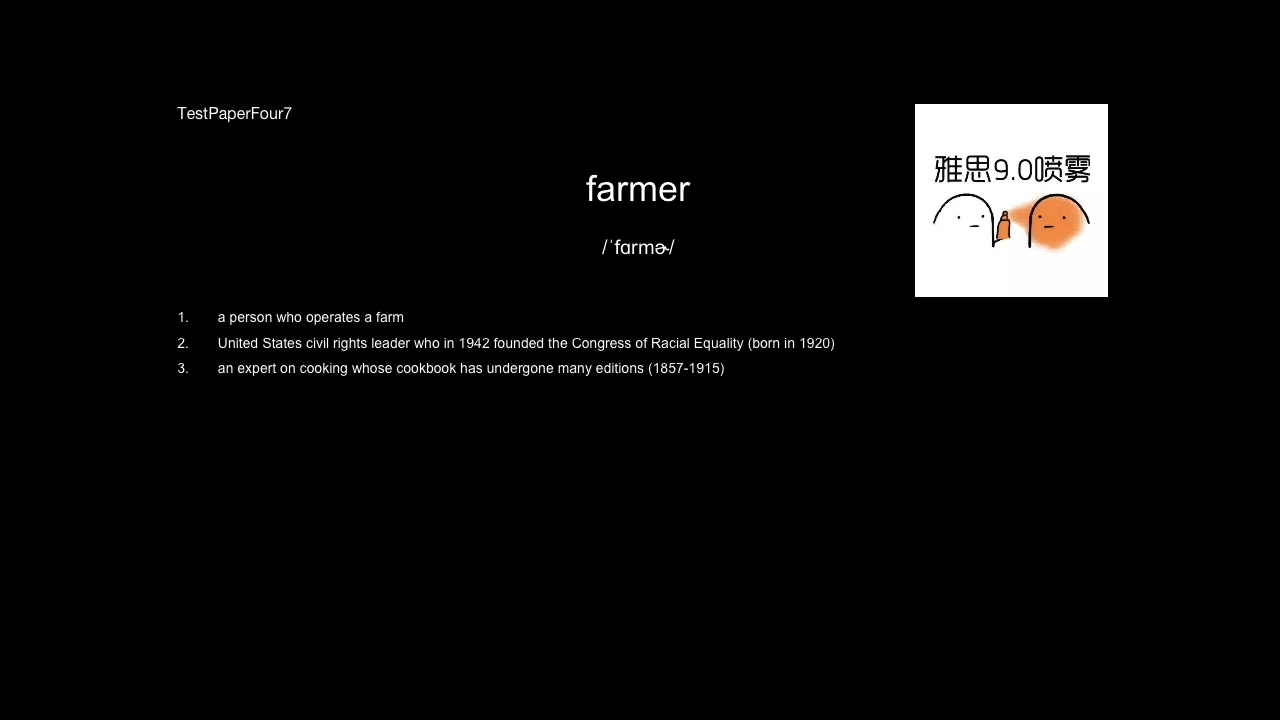 TestPaperFour7
雅思9.0喷雾
farmer
/ˈfɑrmɚ/
1. a person who operates a farm
2. United States civil rights leader who in 1942 founded the Congress of Racial Equality (born in 1920)
3. an expert on cooking whose cookbook has undergone many editions (1857-1915)